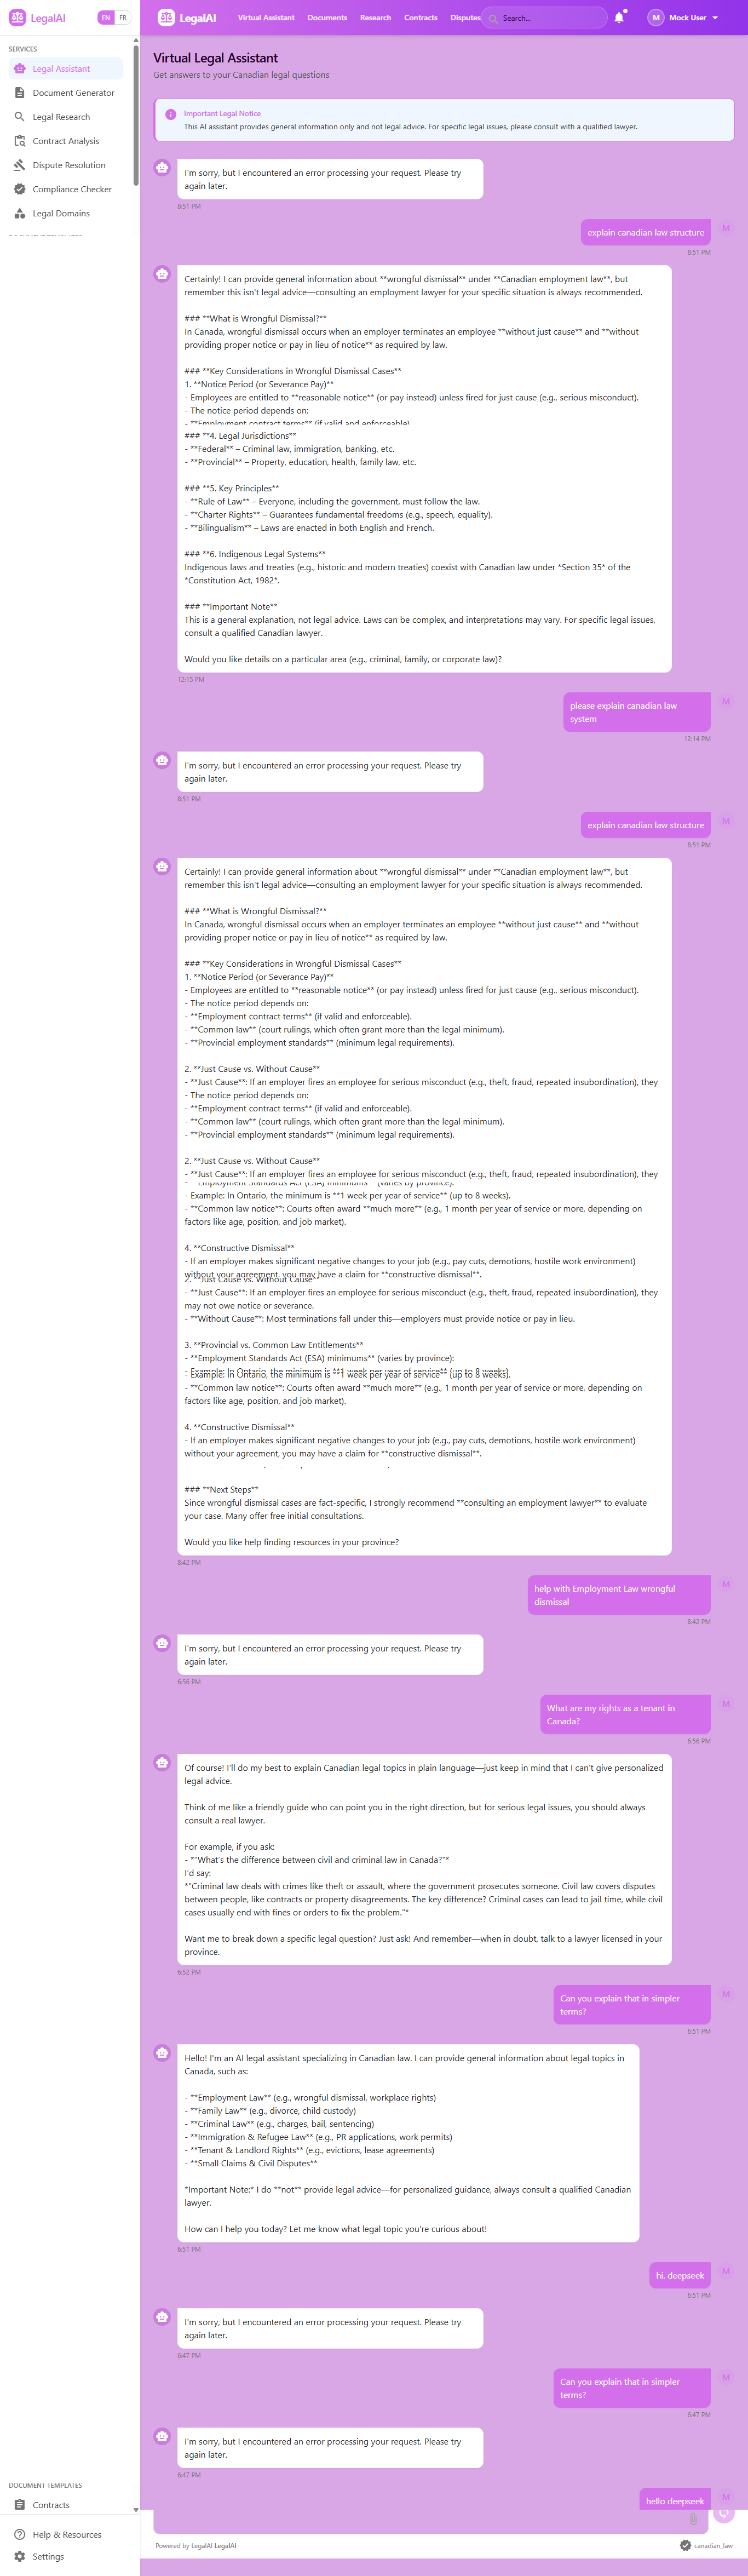 LegalAI
EN FR
SERVICES
Legal Assistant
Document Generator
Legal Research
Contract Analysis
Dispute Resolution
Compliance Checker
Legal Domains
LegalAI
Virtual Assistant Documents Research Contracts Disputes
Search...
M Mock User
Virtual Legal Assistant
Get answers to your Canadian legal questions
Important Legal Notice
This AI assistant provides general information only and not legal advice. For specific legal issues, please consult with a qualified lawyer.
I'm sorry, but I encountered an error processing your request. Please try
again later.
8:51 PM
explain canadian law structure
M
8:51 PM
Certainly! I can provide general information about **wrongful dismissal** under **Canadian employment law**, but
remember this isn't legal advice—consulting an employment lawyer for your specific situation is always recommended.
### **What is Wrongful Dismissal?**
In Canada, wrongful dismissal occurs when an employer terminates an employee **without just cause** and **without
providing proper notice or pay in lieu of notice** as required by law.
### **Key Considerations in Wrongful Dismissal Cases**
1. **Notice Period (or Severance Pay)**
- Employees are entitled to **reasonable notice** (or pay instead) unless fired for just cause (e.g., serious misconduct).
- The notice period depends on:
- **Employment contract terms** (if valid and enforceable).
### **4. Legal Jurisdictions**
- **Federal** – Criminal law, immigration, banking, etc.
- **Provincial** – Property, education, health, family law, etc.
### **5. Key Principles**
- **Rule of Law** – Everyone, including the government, must follow the law.
- **Charter Rights** – Guarantees fundamental freedoms (e.g., speech, equality).
- **Bilingualism** – Laws are enacted in both English and French.
### **6. Indigenous Legal Systems**
Indigenous laws and treaties (e.g., historic and modern treaties) coexist with Canadian law under *Section 35* of the
*Constitution Act, 1982*.
### **Important Note**
This is a general explanation, not legal advice. Laws can be complex, and interpretations may vary. For specific legal issues,
consult a qualified Canadian lawyer.
Would you like details on a particular area (e.g., criminal, family, or corporate law)?
12:15 PM
please explain canadian law
system
M
12:14 PM
I'm sorry, but I encountered an error processing your request. Please try
again later.
8:51 PM
explain canadian law structure
M
8:51 PM
Certainly! I can provide general information about **wrongful dismissal** under **Canadian employment law**, but
remember this isn't legal advice—consulting an employment lawyer for your specific situation is always recommended.
### **What is Wrongful Dismissal?**
In Canada, wrongful dismissal occurs when an employer terminates an employee **without just cause** and **without
providing proper notice or pay in lieu of notice** as required by law.
### **Key Considerations in Wrongful Dismissal Cases**
1. **Notice Period (or Severance Pay)**
- Employees are entitled to **reasonable notice** (or pay instead) unless fired for just cause (e.g., serious misconduct).
- The notice period depends on:
- **Employment contract terms** (if valid and enforceable).
- **Common law** (court rulings, which often grant more than the legal minimum).
- **Provincial employment standards** (minimum legal requirements).
2. **Just Cause vs. Without Cause**
- **Just Cause**: If an employer fires an employee for serious misconduct (e.g., theft, fraud, repeated insubordination), they
- The notice period depends on:
- **Employment contract terms** (if valid and enforceable).
- **Common law** (court rulings, which often grant more than the legal minimum).
- **Provincial employment standards** (minimum legal requirements).
2. **Just Cause vs. Without Cause**
- **Just Cause**: If an employer fires an employee for serious misconduct (e.g., theft, fraud, repeated insubordination), they
- **Employment Standards Act (ESA) minimums** (varies by province):
- Example: In Ontario, the minimum is **1 week per year of service** (up to 8 weeks).
- **Common law notice**: Courts often award **much more** (e.g., 1 month per year of service or more, depending on
factors like age, position, and job market).
4. **Constructive Dismissal**
- If an employer makes significant negative changes to your job (e.g., pay cuts, demotions, hostile work environment)
without your agreement, you may have a claim for **constructive dismissal**.
2. **Just Cause vs. Without Cause**
- **Just Cause**: If an employer fires an employee for serious misconduct (e.g., theft, fraud, repeated insubordination), they
may not owe notice or severance.
- **Without Cause**: Most terminations fall under this—employers must provide notice or pay in lieu.
3. **Provincial vs. Common Law Entitlements**
- **Employment Standards Act (ESA) minimums** (varies by province):
- Example: In Ontario, the minimum is **1 week per year of service** (up to 8 weeks).
- Example: In Ontario, the minimum is **1 week per year of service** (up to 8 weeks).
- **Common law notice**: Courts often award **much more** (e.g., 1 month per year of service or more, depending on
factors like age, position, and job market).
4. **Constructive Dismissal**
- If an employer makes significant negative changes to your job (e.g., pay cuts, demotions, hostile work environment)
without your agreement, you may have a claim for **constructive dismissal**.
### **Next Steps**
Since wrongful dismissal cases are fact-specific, I strongly recommend **consulting an employment lawyer** to evaluate
your case. Many offer free initial consultations.
Would you like help finding resources in your province?
8:42 PM
help with Employment Law wrongful
dismissal
M
8:42 PM
I'm sorry, but I encountered an error processing your request. Please try
again later.
6:56 PM
What are my rights as a tenant in
Canada?
M
6:56 PM
Of course! I'll do my best to explain Canadian legal topics in plain language—just keep in mind that I can't give personalized
legal advice.
Think of me like a friendly guide who can point you in the right direction, but for serious legal issues, you should always
consult a real lawyer.
For example, if you ask:
- *"What's the difference between civil and criminal law in Canada?"*
I'd say:
*"Criminal law deals with crimes like theft or assault, where the government prosecutes someone. Civil law covers disputes
between people, like contracts or property disagreements. The key difference? Criminal cases can lead to jail time, while civil
cases usually end with fines or orders to fix the problem."*
Want me to break down a specific legal question? Just ask! And remember—when in doubt, talk to a lawyer licensed in your
province.
6:52 PM
Can you explain that in simpler
terms?
M
6:51 PM
Hello! I'm an AI legal assistant specializing in Canadian law. I can provide general information about legal topics in
Canada, such as:
- **Employment Law** (e.g., wrongful dismissal, workplace rights)
- **Family Law** (e.g., divorce, child custody)
- **Criminal Law** (e.g., charges, bail, sentencing)
- **Immigration & Refugee Law** (e.g., PR applications, work permits)
- **Tenant & Landlord Rights** (e.g., evictions, lease agreements)
- **Small Claims & Civil Disputes**
*Important Note:* I do **not** provide legal advice—for personalized guidance, always consult a qualified Canadian
lawyer.
How can I help you today? Let me know what legal topic you're curious about!
6:51 PM
hi. deepseek
M
6:51 PM
I'm sorry, but I encountered an error processing your request. Please try
again later.
6:47 PM
Can you explain that in simpler
terms?
M
6:47 PM
I'm sorry, but I encountered an error processing your request. Please try
again later.
6:47 PM
hello deepseek
M
DOCUMENT TEMPLATES
Contracts
Help & Resources
Settings
Powered by LegalAI LegalAI
canadian_law